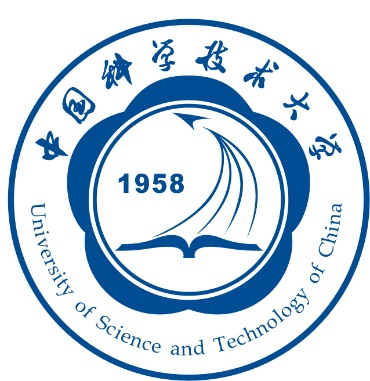 中国科学技术大学
1958
University of Science and Technology of China